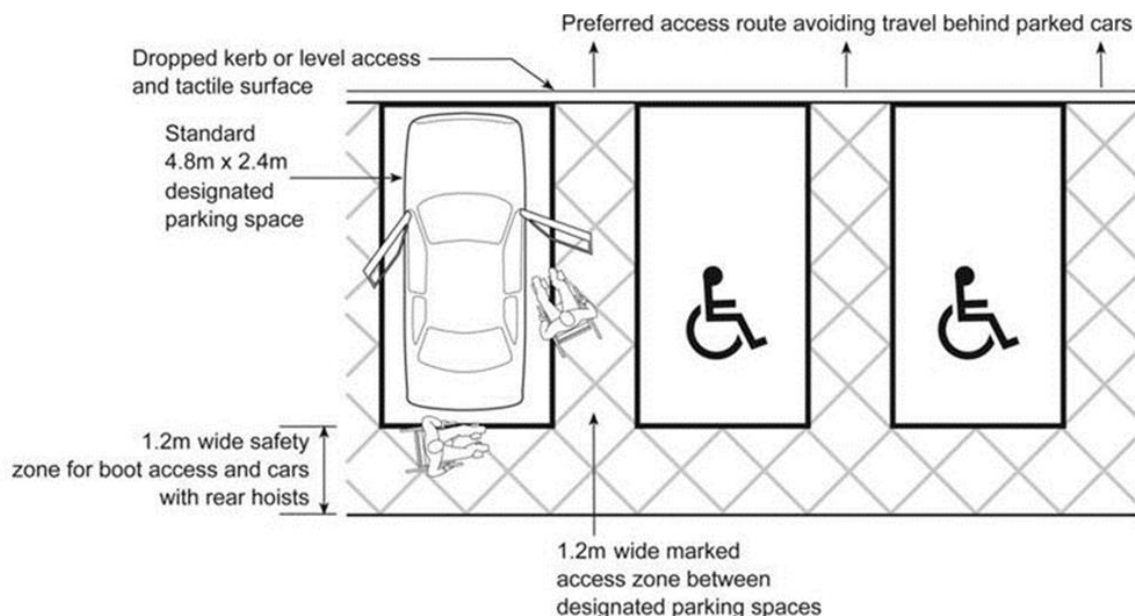 Preferred access route avoiding travel behind parked cars
Dropped kerb or level access
and tactile surface
Standard
4.8m x 2.4m
designated
parking space
1.2m wide safety
zone for boot access and cars
with rear hoists
1.2m wide marked
access zone between
designated parking spaces